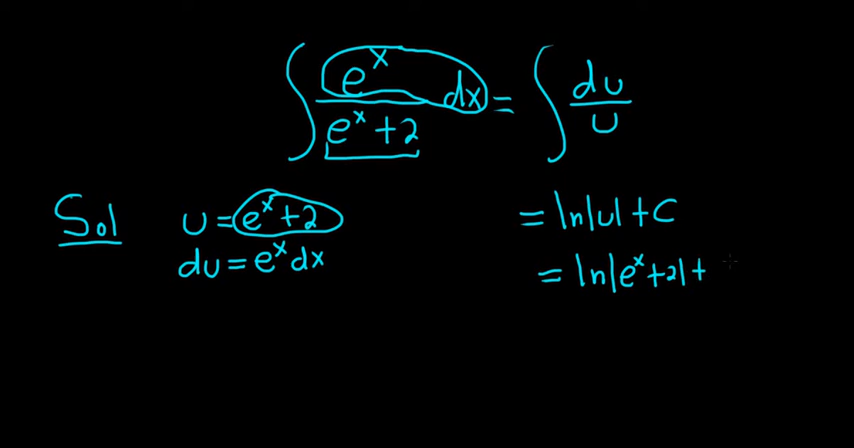 ∫ e^x / (e^x + 2) dx = ∫ du / u
Sol u = e^x + 2 = ln|u| + C
du = e^x dx = ln|e^x + 2| +